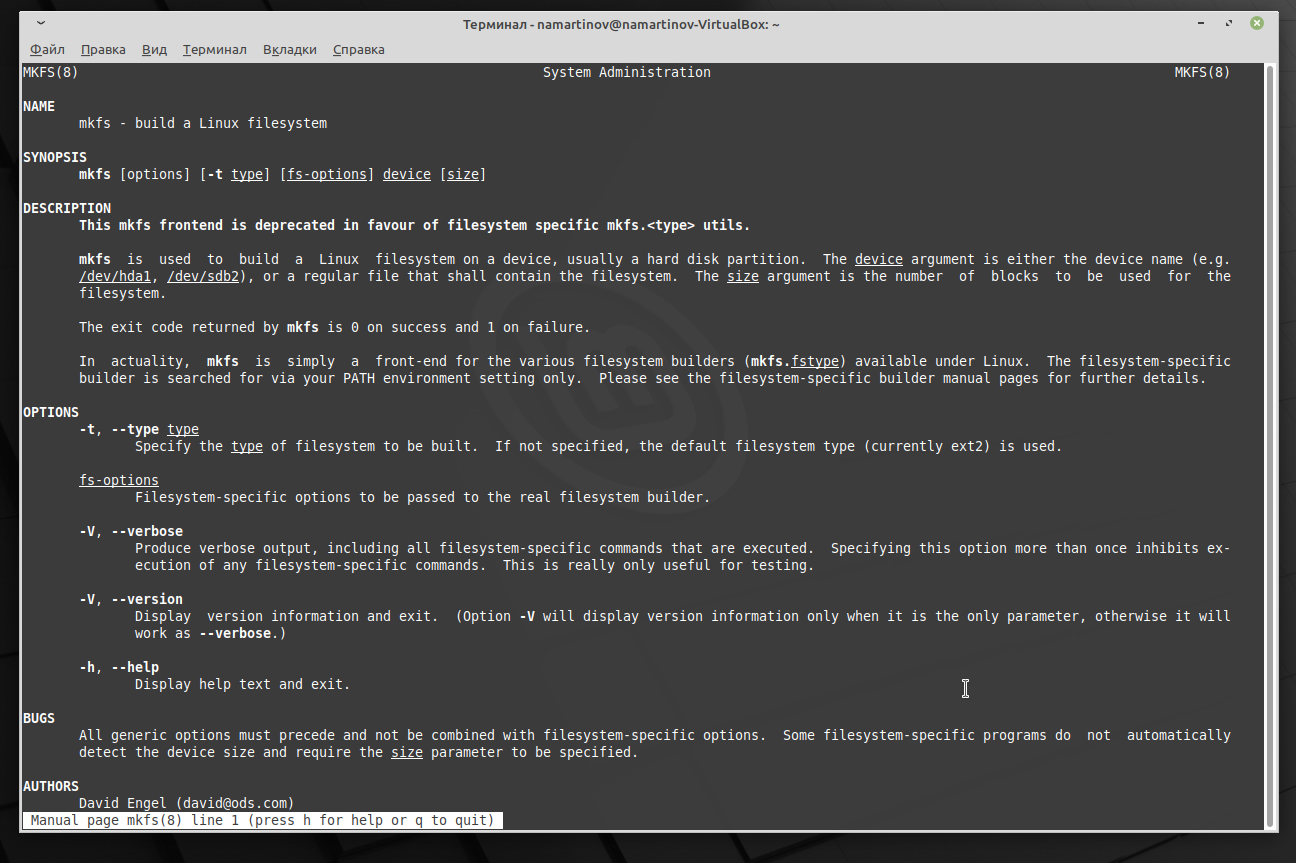 Терминал - namartinov@namartinov-VirtualBox: ~
Файл Правка Вид Терминал Вкладки Справка
MKFS(8) System Administration MKFS(8)
NAME
mkfs - build a Linux filesystem
SYNOPSIS
mkfs [options] [-t type] [fs-options] device [size]
DESCRIPTION
This mkfs frontend is deprecated in favour of filesystem specific mkfs.<type> utils.
mkfs is used to build a Linux filesystem on a device, usually a hard disk partition. The device argument is either the device name (e.g.
/dev/hda1, /dev/sdb2), or a regular file that shall contain the filesystem. The size argument is the number of blocks to be used for the
filesystem.
The exit code returned by mkfs is 0 on success and 1 on failure.
In actuality, mkfs is simply a front-end for the various filesystem builders (mkfs.fstype) available under Linux. The filesystem-specific
builder is searched for via your PATH environment setting only. Please see the filesystem-specific builder manual pages for further details.
OPTIONS
-t, --type type
Specify the type of filesystem to be built. If not specified, the default filesystem type (currently ext2) is used.
fs-options
Filesystem-specific options to be passed to the real filesystem builder.
-V, --verbose
Produce verbose output, including all filesystem-specific commands that are executed. Specifying this option more than once inhibits ex-
ecution of any filesystem-specific commands. This is really only useful for testing.
-V, --version
Display version information and exit. (Option -V will display version information only when it is the only parameter, otherwise it will
work as --verbose.)
-h, --help
Display help text and exit.
BUGS
All generic options must precede and not be combined with filesystem-specific options. Some filesystem-specific programs do not automatically
detect the device size and require the size parameter to be specified.
AUTHORS
David Engel (david@ods.com)
Manual page mkfs(8) line 1 (press h for help or q to quit)